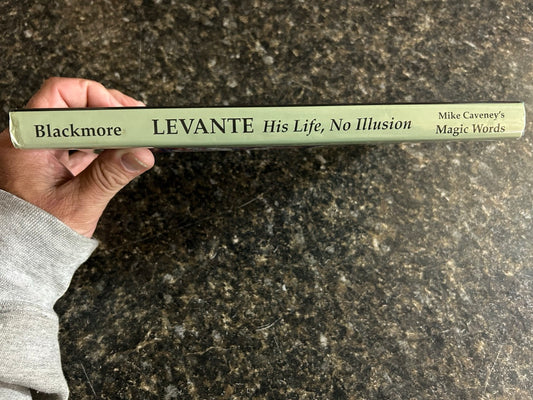 Blackmore
LEVANTE His Life, No Illusion
Mike Caveney's
Magic Words